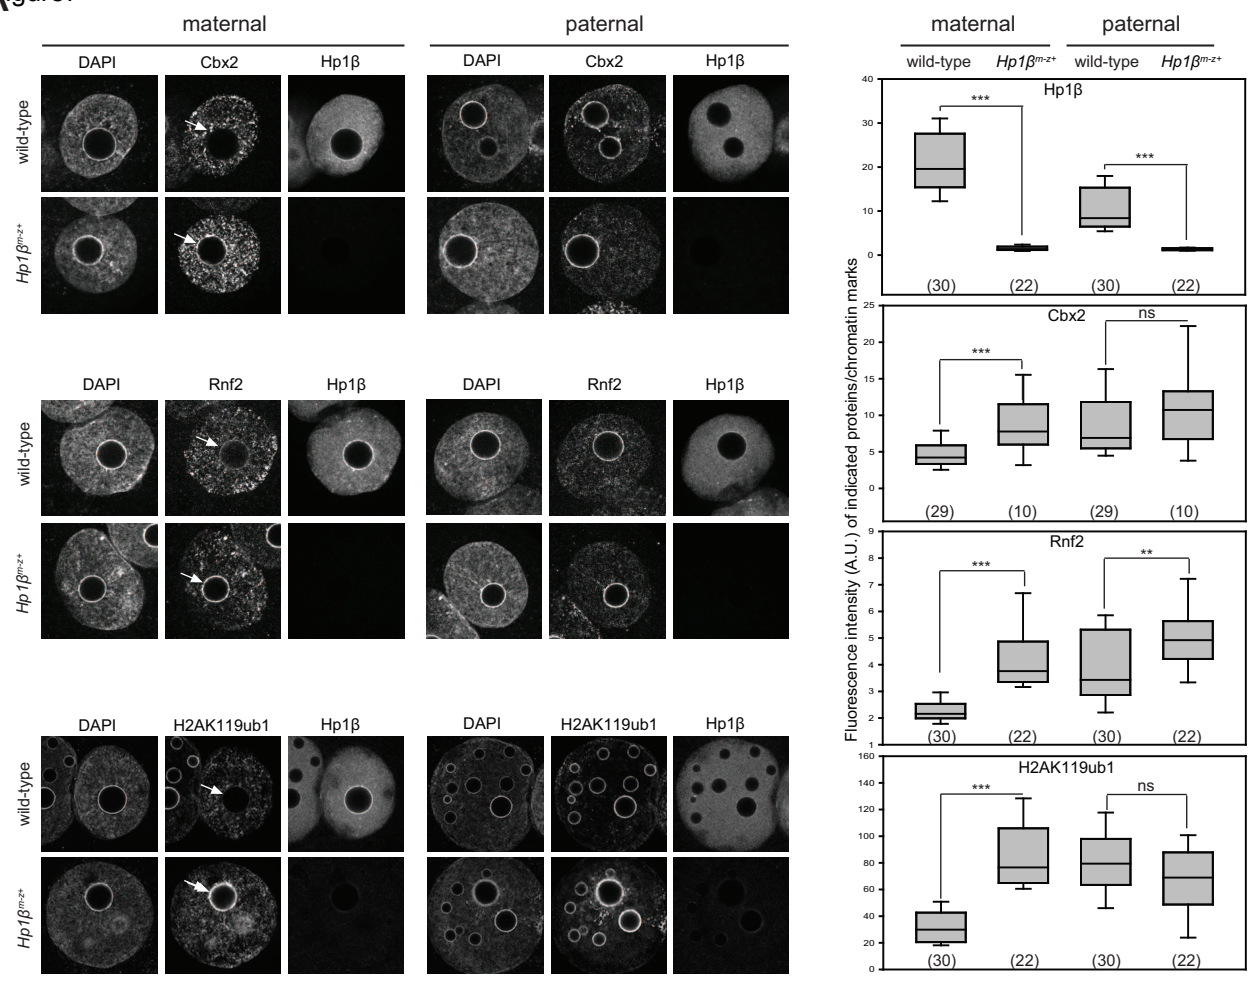 maternal paternal
DAPI Cbx2 Hp1β DAPI Cbx2 Hp1β
wild-type
Hp1β^m-z+
DAPI Rnf2 Hp1β DAPI Rnf2 Hp1β
wild-type
Hp1β^m-z+
DAPI H2AK119ub1 Hp1β DAPI H2AK119ub1 Hp1β
wild-type
Hp1β^m-z+
maternal paternal
wild-type Hp1β^m-z+ wild-type Hp1β^m-z+
Fluorescence intensity (A.U.) of indicated proteins/chromatin marks
Hp1β
40
30
20
10
0
*** ***
(30) (22) (30) (22)
Cbx2
25
20
15
10
5
0
*** ns
(29) (10) (29) (10)
Rnf2
9
8
7
6
5
4
3
2
1
*** **
(30) (22) (30) (22)
H2AK119ub1
160
140
120
100
80
60
40
20
0
*** ns
(30) (22) (30) (22)